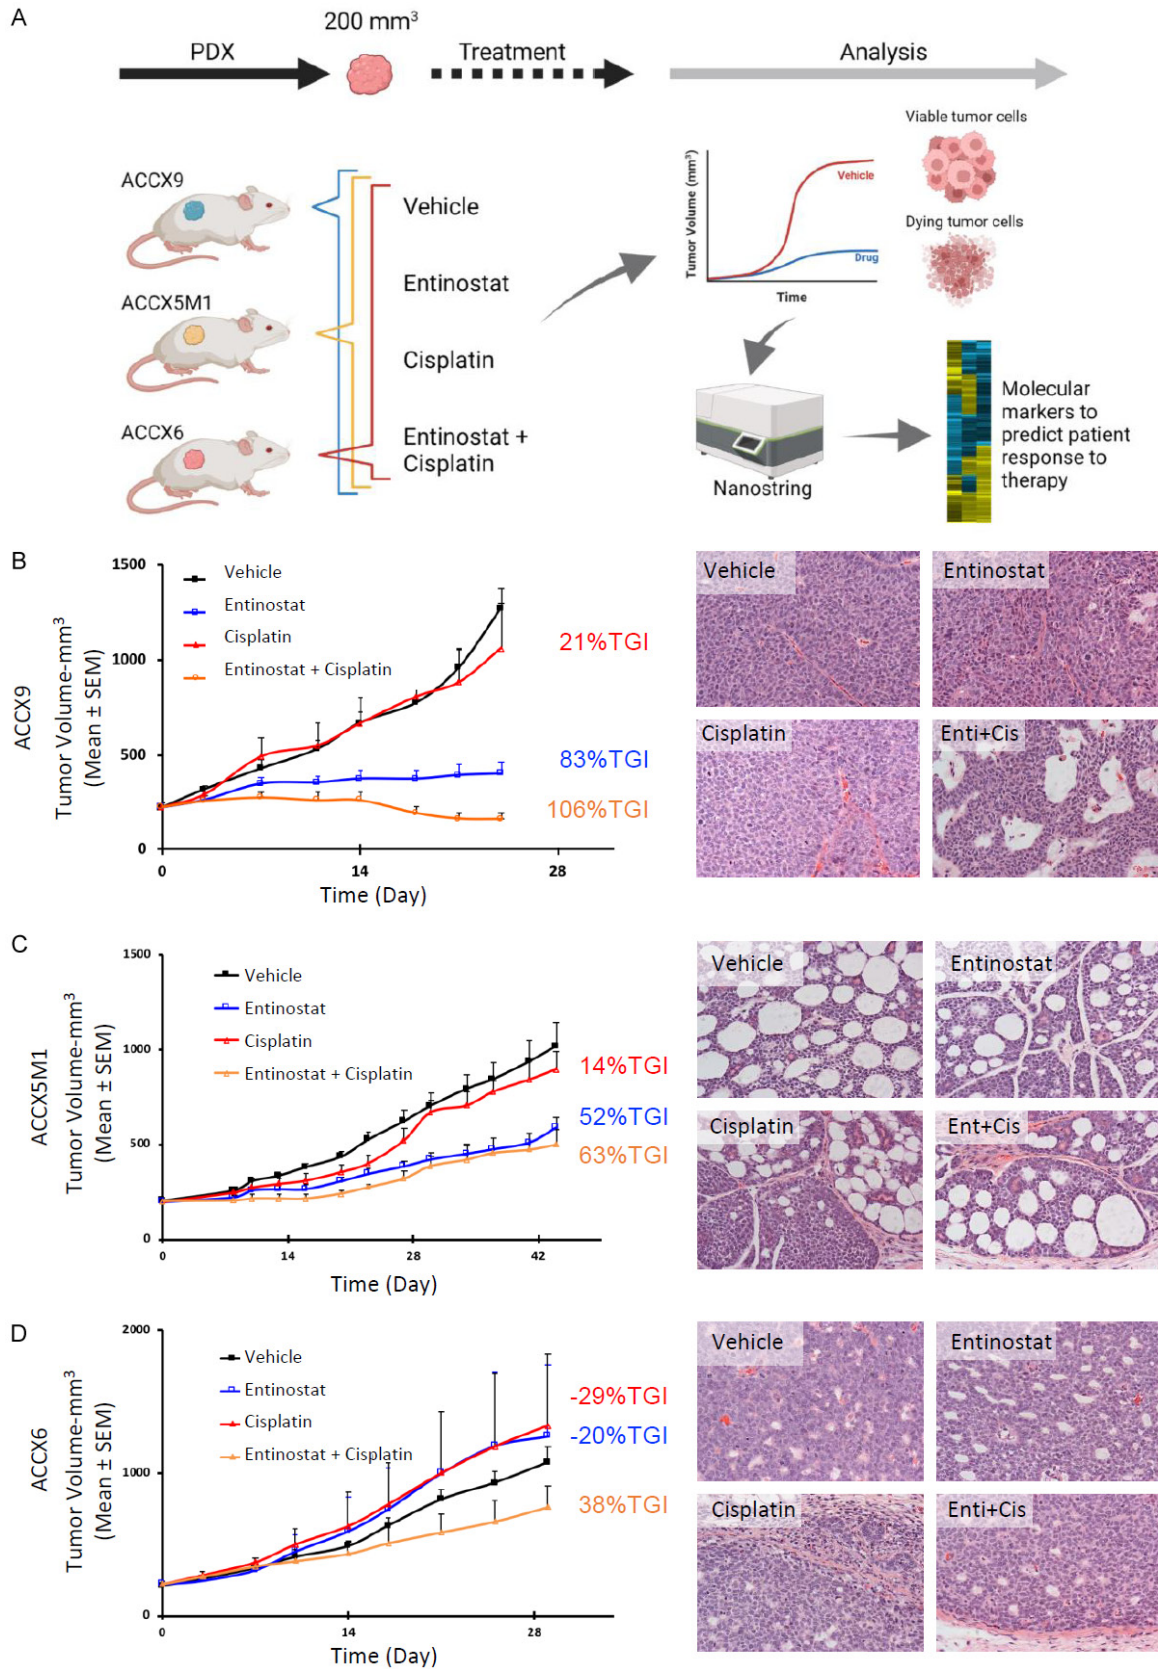 A
PDX
200 mm³
Treatment
Analysis
ACCX9
ACCX5M1
ACCX6
Vehicle
Entinostat
Cisplatin
Entinostat +
Cisplatin
Tumor Volume (mm³)
Vehicle
Drug
Time
Viable tumor cells
Dying tumor cells
Nanostring
Molecular
markers to
predict patient
response to
therapy
B
ACCX9
Tumor Volume-mm³
(Mean ± SEM)
1500
1000
500
0
0
14
28
Time (Day)
Vehicle
Entinostat
Cisplatin
Entinostat + Cisplatin
21%TGI
83%TGI
106%TGI
Vehicle
Entinostat
Cisplatin
Enti+Cis
C
ACCX5M1
Tumor Volume-mm³
(Mean ± SEM)
1500
1000
500
0
0
14
28
42
Time (Day)
Vehicle
Entinostat
Cisplatin
Entinostat + Cisplatin
14%TGI
52%TGI
63%TGI
Vehicle
Entinostat
Cisplatin
Ent+Cis
D
ACCX6
Tumor Volume-mm³
(Mean ± SEM)
2000
1000
0
0
14
28
Time (Day)
Vehicle
Entinostat
Cisplatin
Entinostat + Cisplatin
-29%TGI
-20%TGI
38%TGI
Vehicle
Entinostat
Cisplatin
Enti+Cis